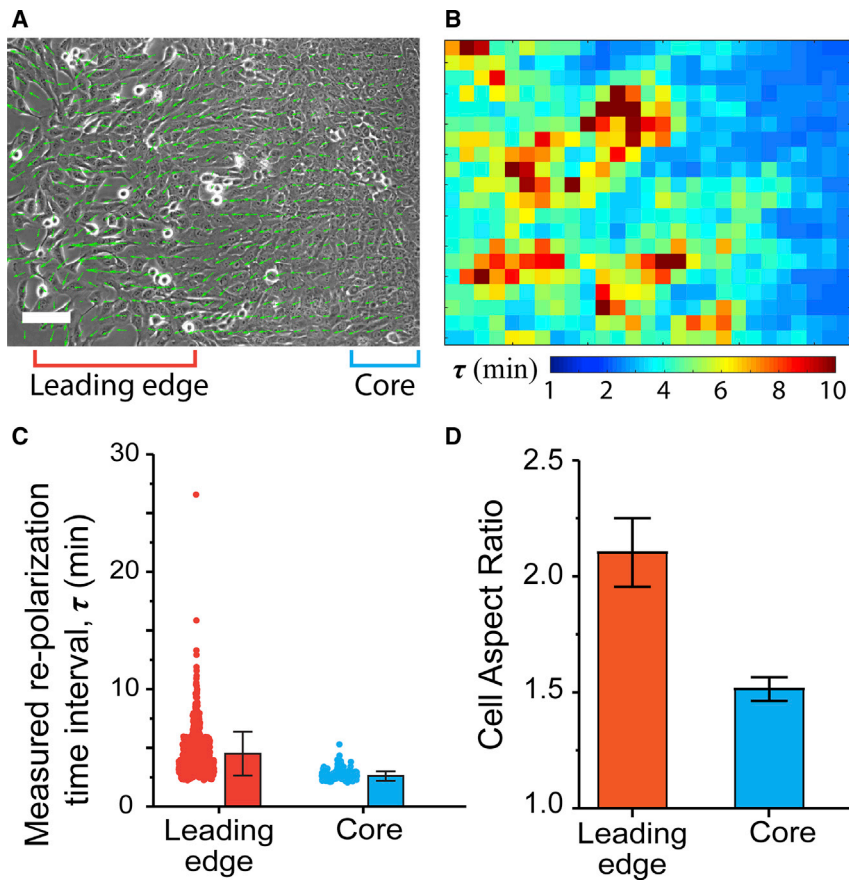 A
B
Leading edge
Core
τ (min)
1 2 4 6 8 10
C
D
Measured re-polarization
time interval, τ (min)
30
20
10
0
Leading
edge
Core
Cell Aspect Ratio
2.5
2.0
1.5
1.0
Leading
edge
Core